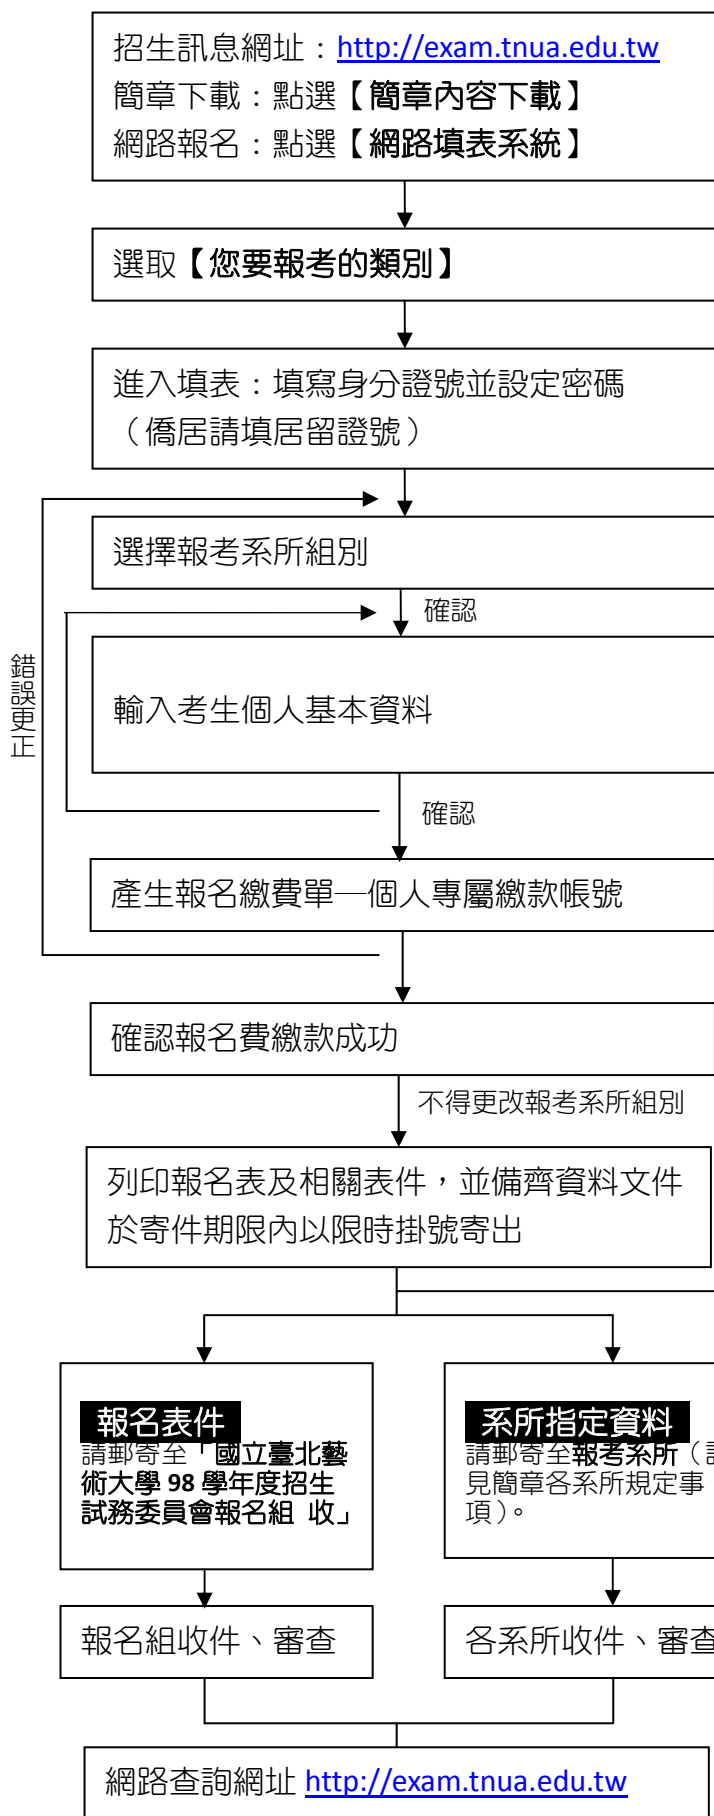 招生訊息網址：http://exam.tnua.edu.tw
簡章下載：點選【簡章內容下載】
網路報名：點選【網路填表系統】
選取【您要報考的類別】
進入填表：填寫身分證號並設定密碼
（僑居請填居留證號）
選擇報考系所組別
確認
錯誤更正
輸入考生個人基本資料
確認
產生報名繳費單—個人專屬繳款帳號
確認報名費繳款成功
不得更改報考系所組別
列印報名表及相關表件，並備齊資料文件
於寄件期限內以限時掛號寄出
報名表件
請郵寄至「國立臺北藝
術大學 98 學年度招生
試務委員會報名組 收」
系所指定資料
請郵寄至報考系所（
見簡章各系所規定事
項）。
報名組收件、審查
各系所收件、審查
網路查詢網址 http://exam.tnua.edu.tw